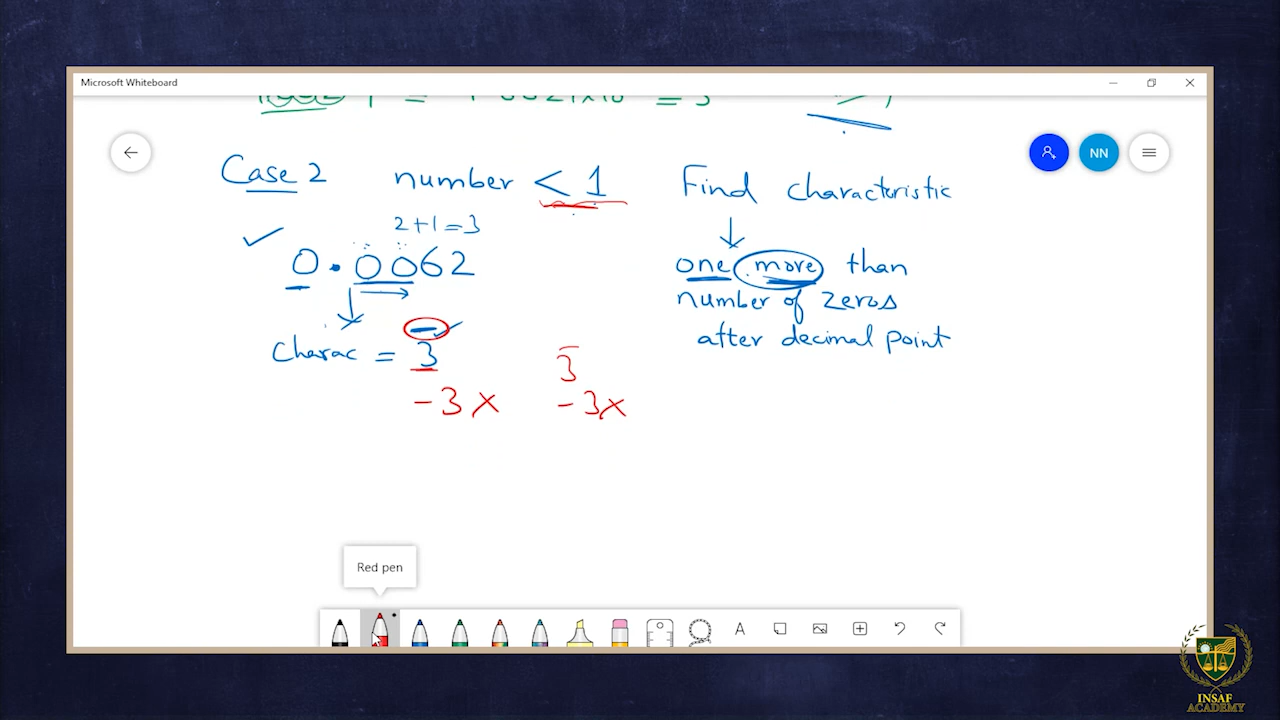 Microsoft Whiteboard
Case 2 number < 1 Find characteristic
2+1=3
0.0062
one more than
number of zeros
after decimal point
Charac = 3̅
-3 x
3̅
-3x
NN
Red pen
A
INSAF
ACADEMY